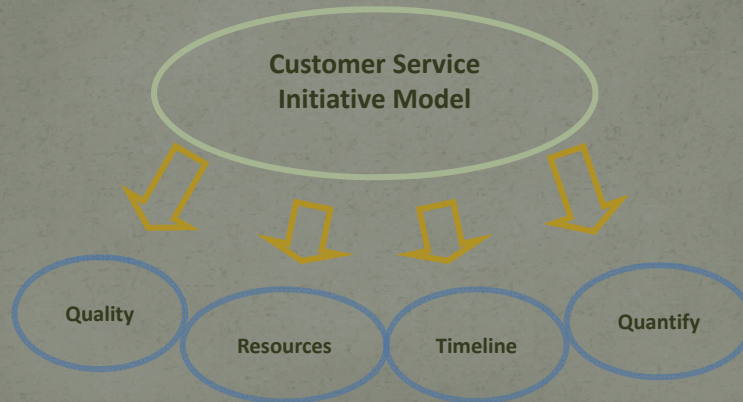 Customer Service
Initiative Model
Quality
Resources
Timeline
Quantify